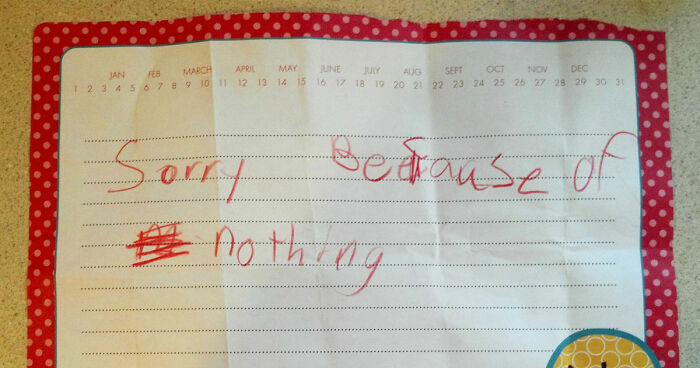 JAN FEB MARCH APRIL MAY JUNE JULY AUG SEPT OCT NOV DEC
1 2 3 4 5 6 7 8 9 10 11 12 13 14 15 16 17 18 19 20 21 22 23 24 25 26 27 28 29 30 31
Sorry Because of
nothing